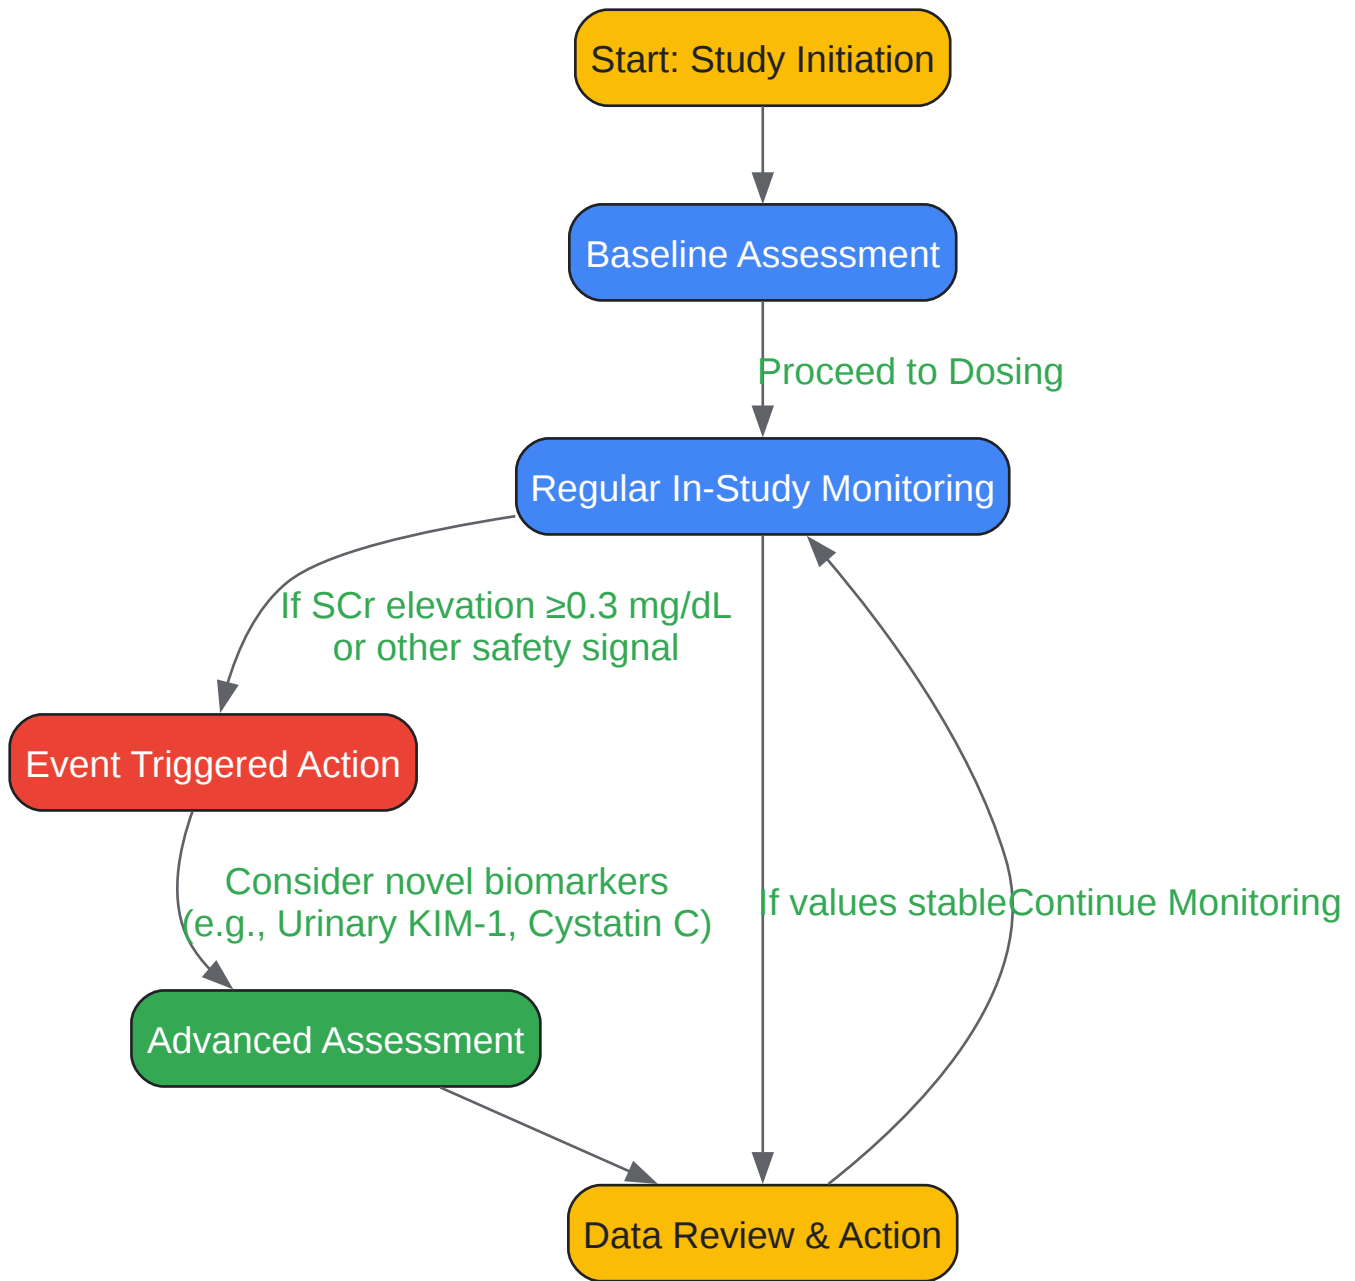 Start: Study Initiation
Baseline Assessment
Proceed to Dosing
Regular In-Study Monitoring
If SCr elevation ≥0.3 mg/dL
or other safety signal
Event Triggered Action
Consider novel biomarkers
(e.g., Urinary KIM-1, Cystatin C)
If values stable
Continue Monitoring
Advanced Assessment
Data Review & Action